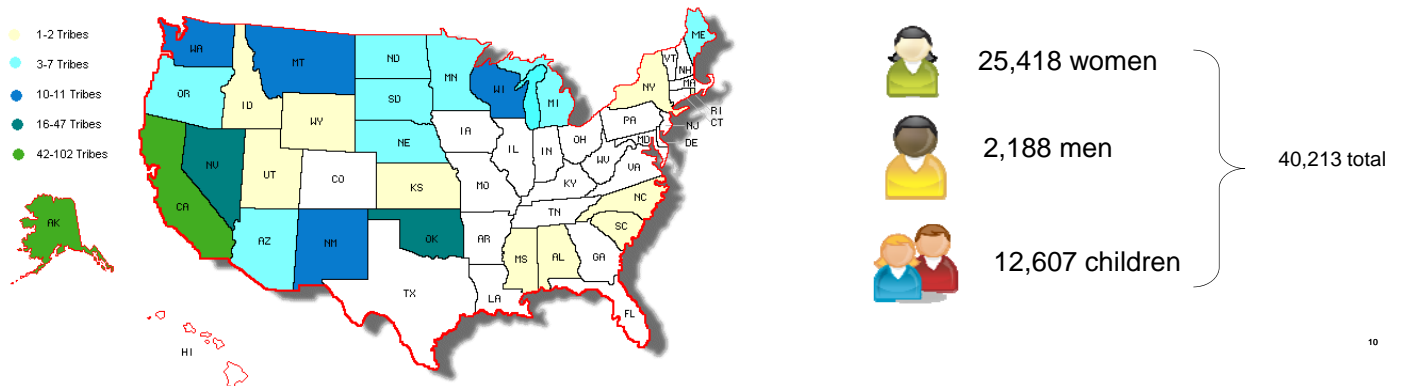 1-2 Tribes
3-7 Tribes
10-11 Tribes
16-47 Tribes
42-102 Tribes
AK
HI
WA
OR
CA
NV
ID
MT
WY
UT
AZ
CO
NM
ND
SD
NE
KS
OK
TX
MN
IA
MO
AR
LA
WI
IL
MI
IN
OH
KY
TN
MS
AL
GA
FL
SC
NC
VA
WV
MD
PA
NY
VT
NH
MA
ME
RI
CT
NJ
DE
25,418 women
2,188 men
12,607 children
40,213 total
10